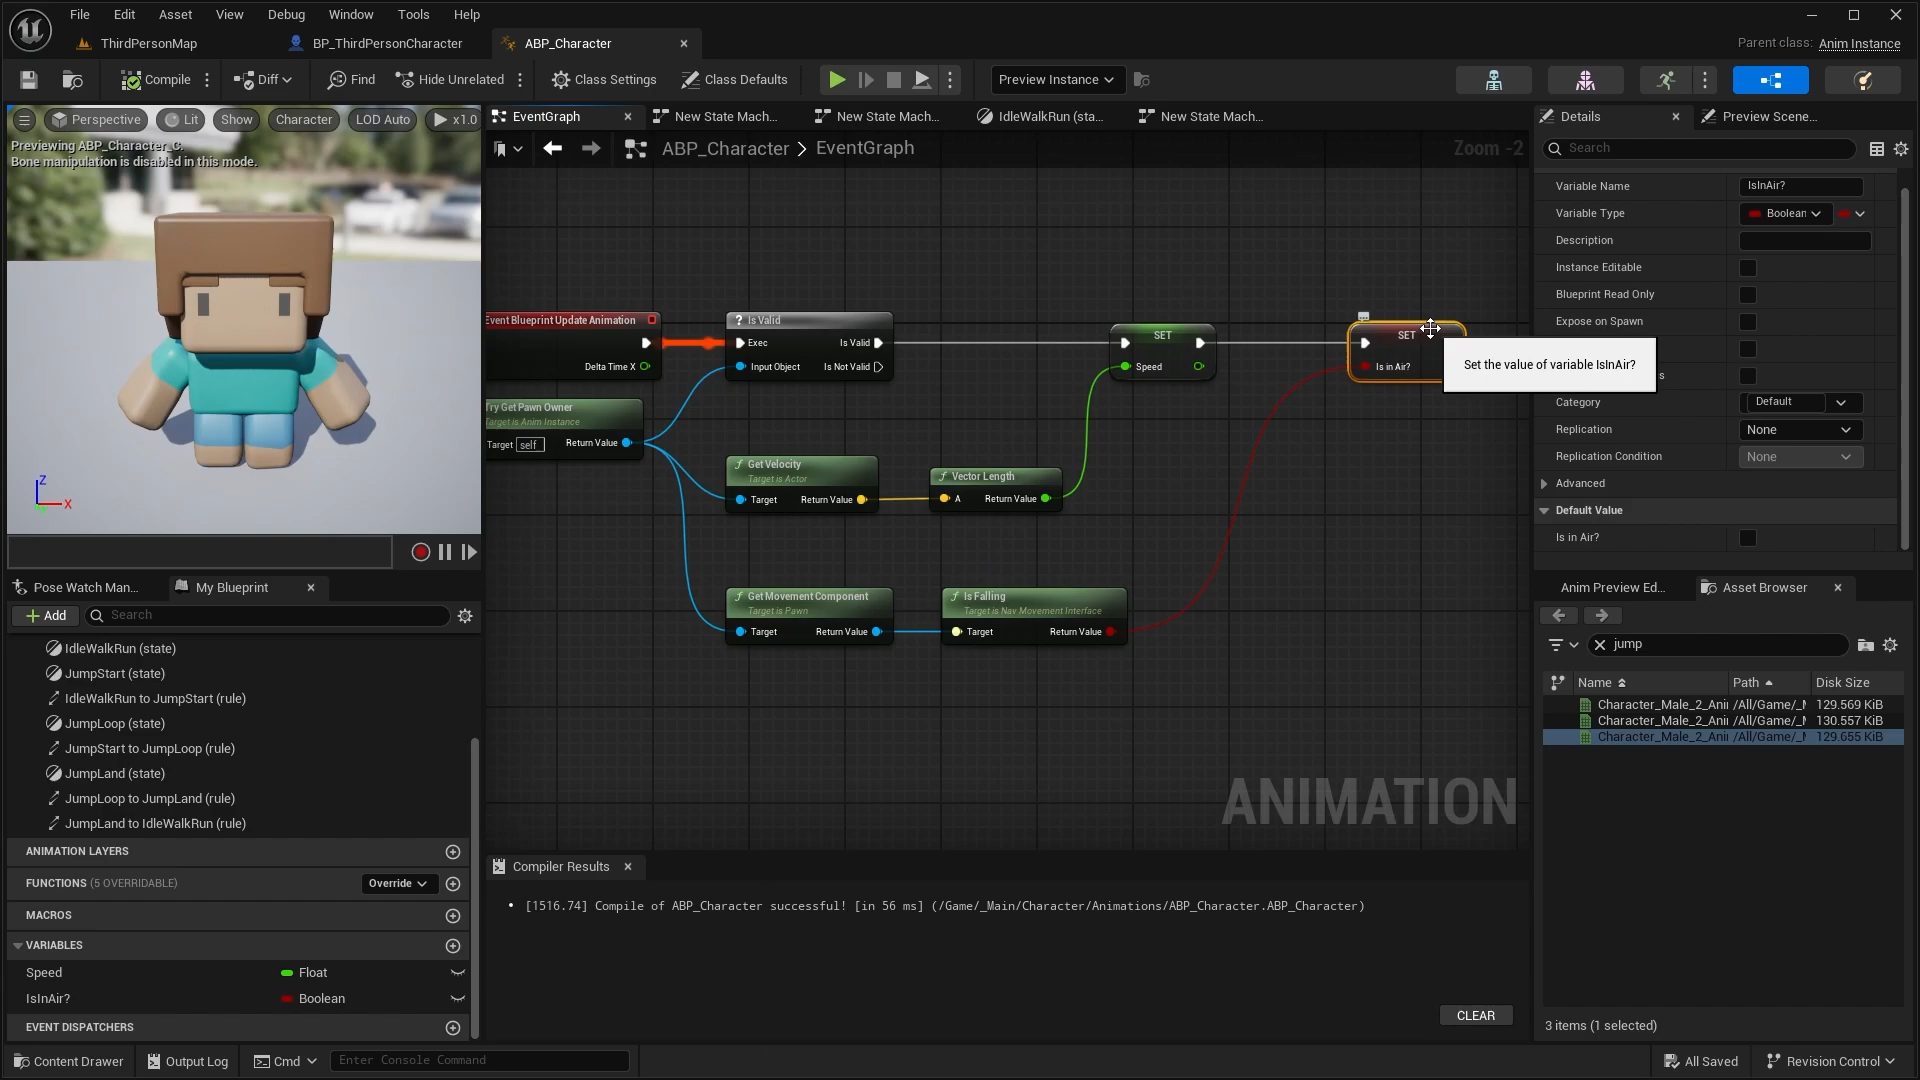 File Edit Asset View Debug Window Tools Help
ThirdPersonMap
BP_ThirdPersonCharacter
ABP_Character
Parent class: Anim Instance
Compile
Diff
Find
Hide Unrelated
Class Settings
Class Defaults
Preview Instance
Perspective
Lit
Show
Character
LOD Auto
x1.0
Previewing ABP_Character_C.
Bone manipulation is disabled in this mode.
Z
X
EventGraph
New State Mach...
New State Mach...
IdleWalkRun (sta...
New State Mach...
ABP_Character > EventGraph
Zoom -2
Event Blueprint Update Animation
Delta Time X
Try Get Pawn Owner
Target is Anim Instance
Target self Return Value
? Is Valid
Exec Is Valid
Input Object Is Not Valid
SET
Speed
SET
Is in Air?
Set the value of variable IsInAir?
f Get Velocity
Target is Actor
Target Return Value
f Vector Length
A Return Value
f Get Movement Component
Target is Pawn
Target Return Value
f Is Falling
Target is Nav Movement Interface
Target Return Value
ANIMATION
Details
Preview Scene...
Search
Variable Name IsInAir?
Variable Type Boolean
Description
Instance Editable
Blueprint Read Only
Expose on Spawn
s
Category Default
Replication None
Replication Condition None
Advanced
Default Value
Is in Air?
Pose Watch Man...
My Blueprint
Add
Search
IdleWalkRun (state)
JumpStart (state)
IdleWalkRun to JumpStart (rule)
JumpLoop (state)
JumpStart to JumpLoop (rule)
JumpLand (state)
JumpLoop to JumpLand (rule)
JumpLand to IdleWalkRun (rule)
ANIMATION LAYERS
FUNCTIONS (5 OVERRIDABLE) Override
MACROS
VARIABLES
Speed Float
IsInAir? Boolean
EVENT DISPATCHERS
Compiler Results
[1516.74] Compile of ABP_Character successful! [in 56 ms] (/Game/_Main/Character/Animations/ABP_Character.ABP_Character)
CLEAR
Anim Preview Ed...
Asset Browser
jump
Name Path Disk Size
Character_Male_2_Ani /All/Game/_M 129.569 KiB
Character_Male_2_Ani /All/Game/_M 130.557 KiB
Character_Male_2_Ani /All/Game/_M 129.655 KiB
3 items (1 selected)
Content Drawer
Output Log
Cmd
Enter Console Command
All Saved
Revision Control